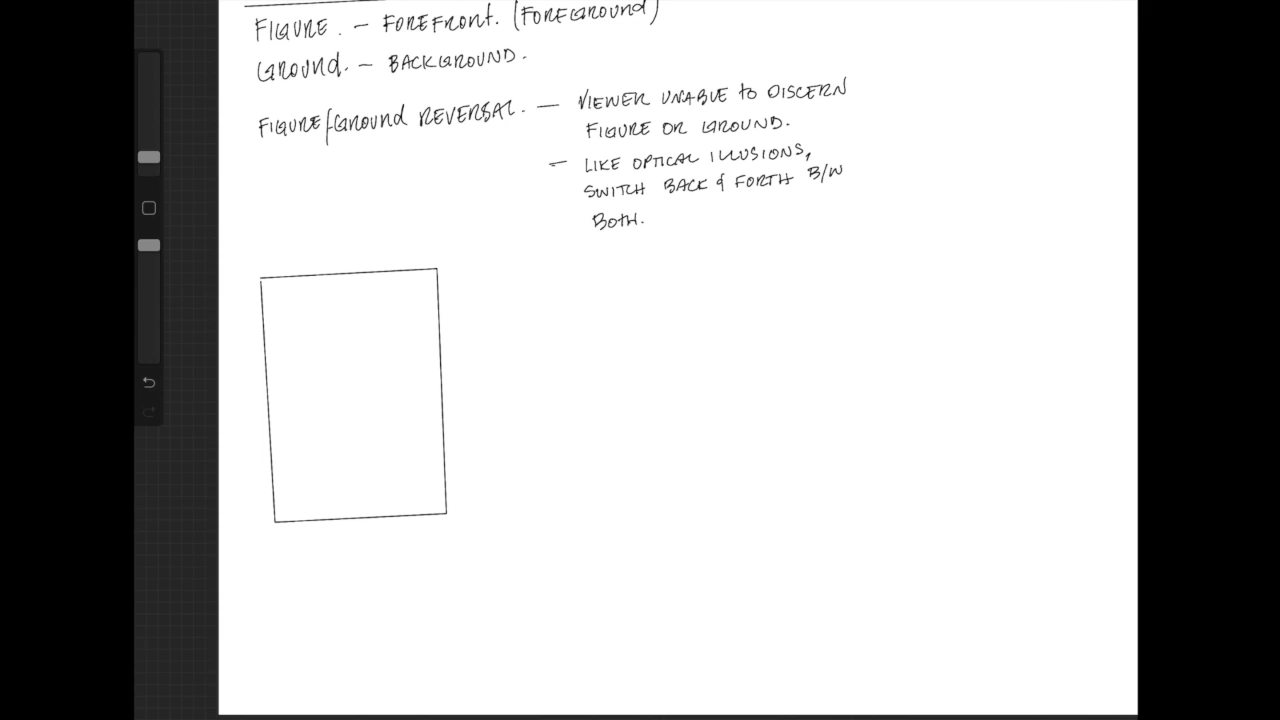 FIGURE. - FOREFRONT. (FOREGROUND)
GROUND. - BACKGROUND.
FIGURE/GROUND REVERSAL. - VIEWER UNABLE TO DISCERN
FIGURE OR GROUND.
- LIKE OPTICAL ILLUSIONS,
SWITCH BACK & FORTH B/W
BOTH.